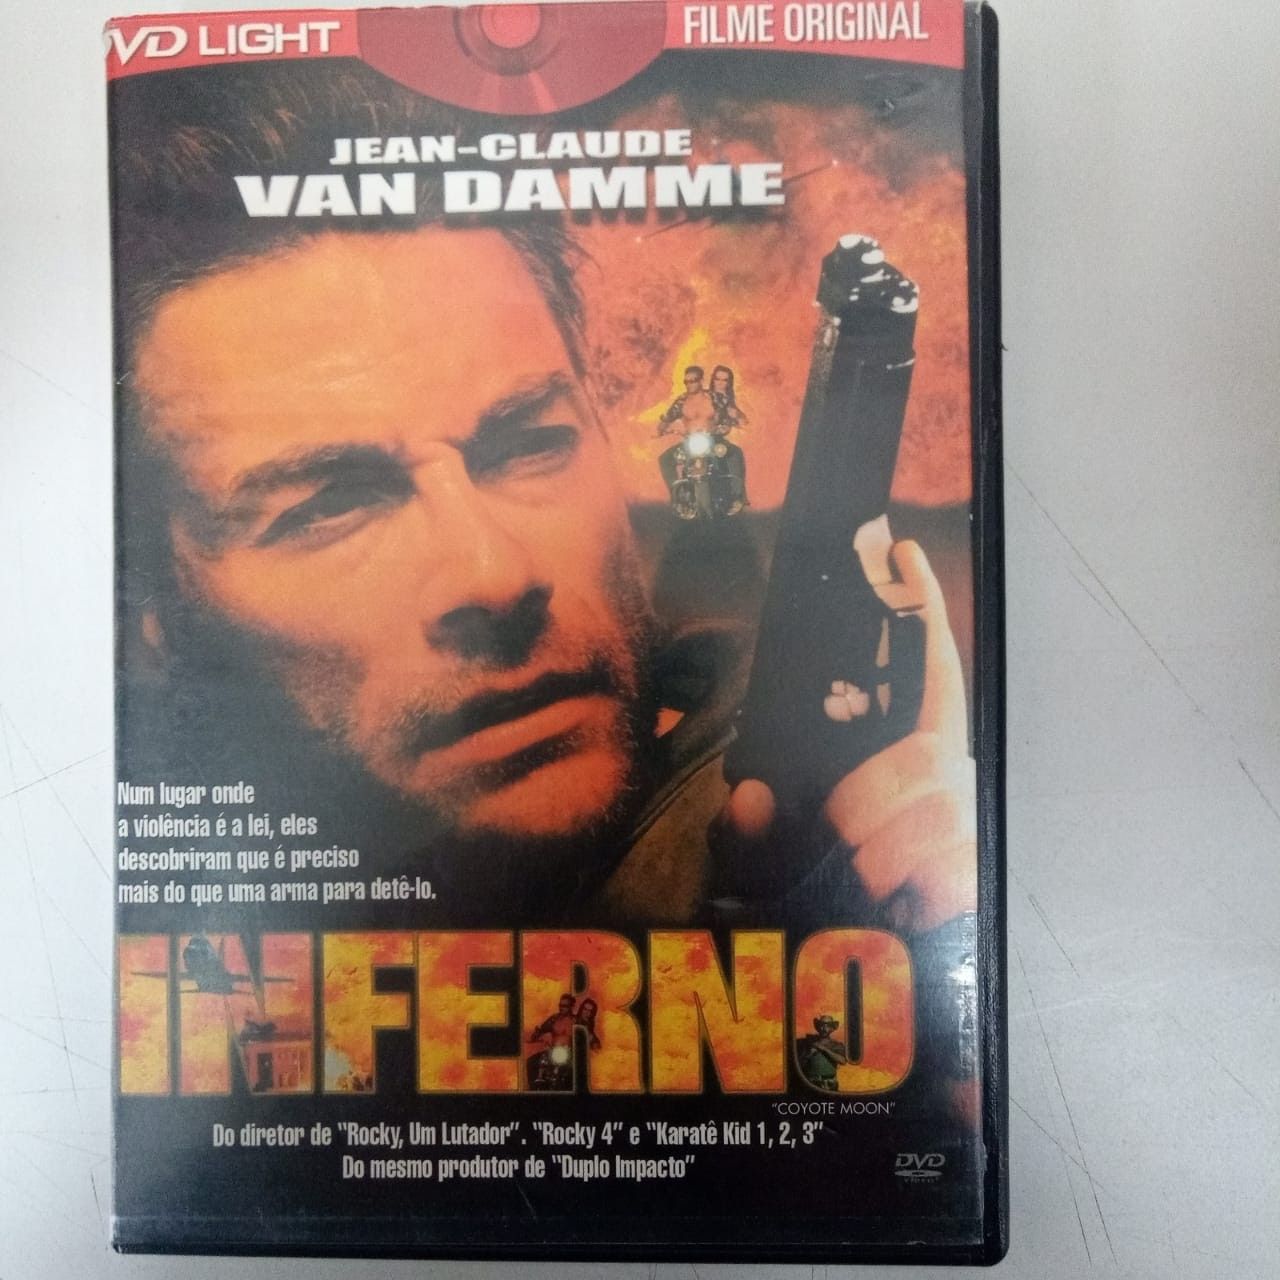 DVD LIGHT
FILME ORIGINAL
JEAN-CLAUDE
VAN DAMME
Num lugar onde
a violência é a lei, eles
descobriram que é preciso
mais do que uma arma para detê-lo.
INFERNO
"COYOTE MOON"
Do diretor de "Rocky, Um Lutador". "Rocky 4" e "Karatê Kid 1, 2, 3"
Do mesmo produtor de "Duplo Impacto"
DVD
VIDEO